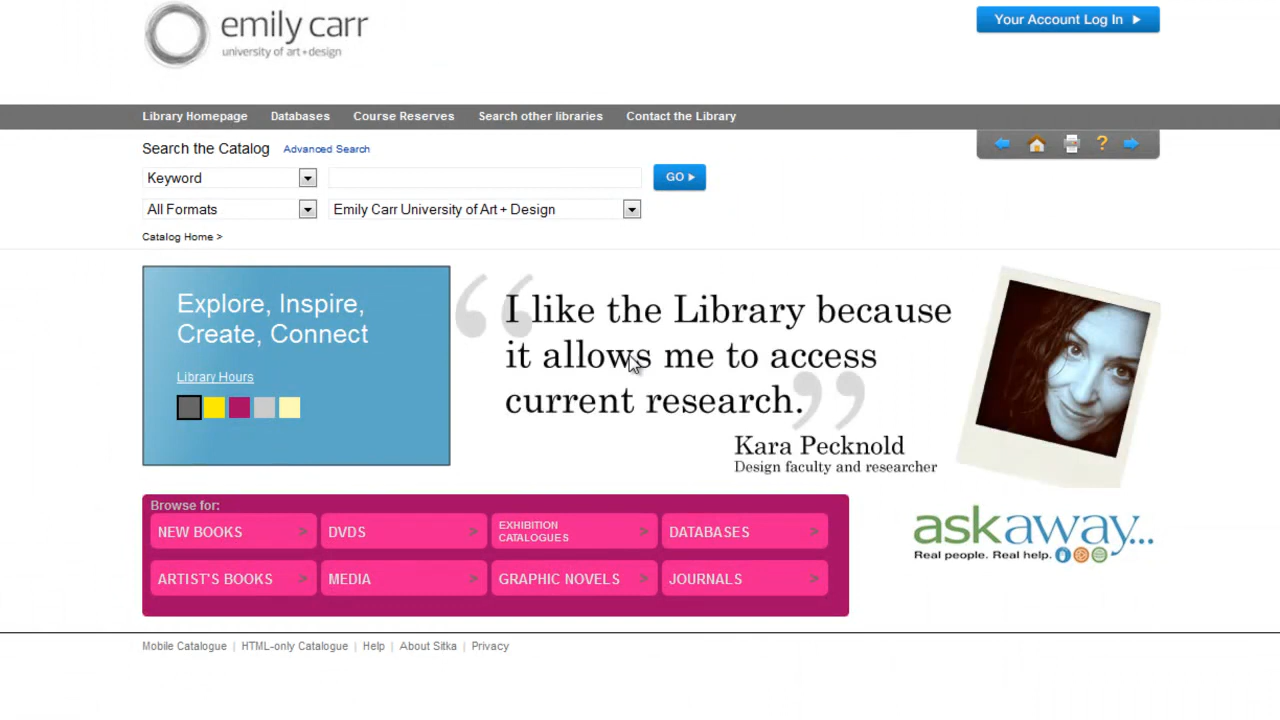 emily carr
university of art + design
Your Account Log In
Library Homepage Databases Course Reserves Search other libraries Contact the Library
Search the Catalog Advanced Search
Keyword GO
All Formats Emily Carr University of Art + Design
Catalog Home >
Explore, Inspire,
Create, Connect
Library Hours
“I like the Library because
it allows me to access
current research.”
Kara Pecknold
Design faculty and researcher
Browse for:
NEW BOOKS > DVDS > EXHIBITION CATALOGUES > DATABASES >
ARTIST'S BOOKS > MEDIA > GRAPHIC NOVELS > JOURNALS >
askaway...
Real people. Real help.
Mobile Catalogue | HTML-only Catalogue | Help | About Sitka | Privacy